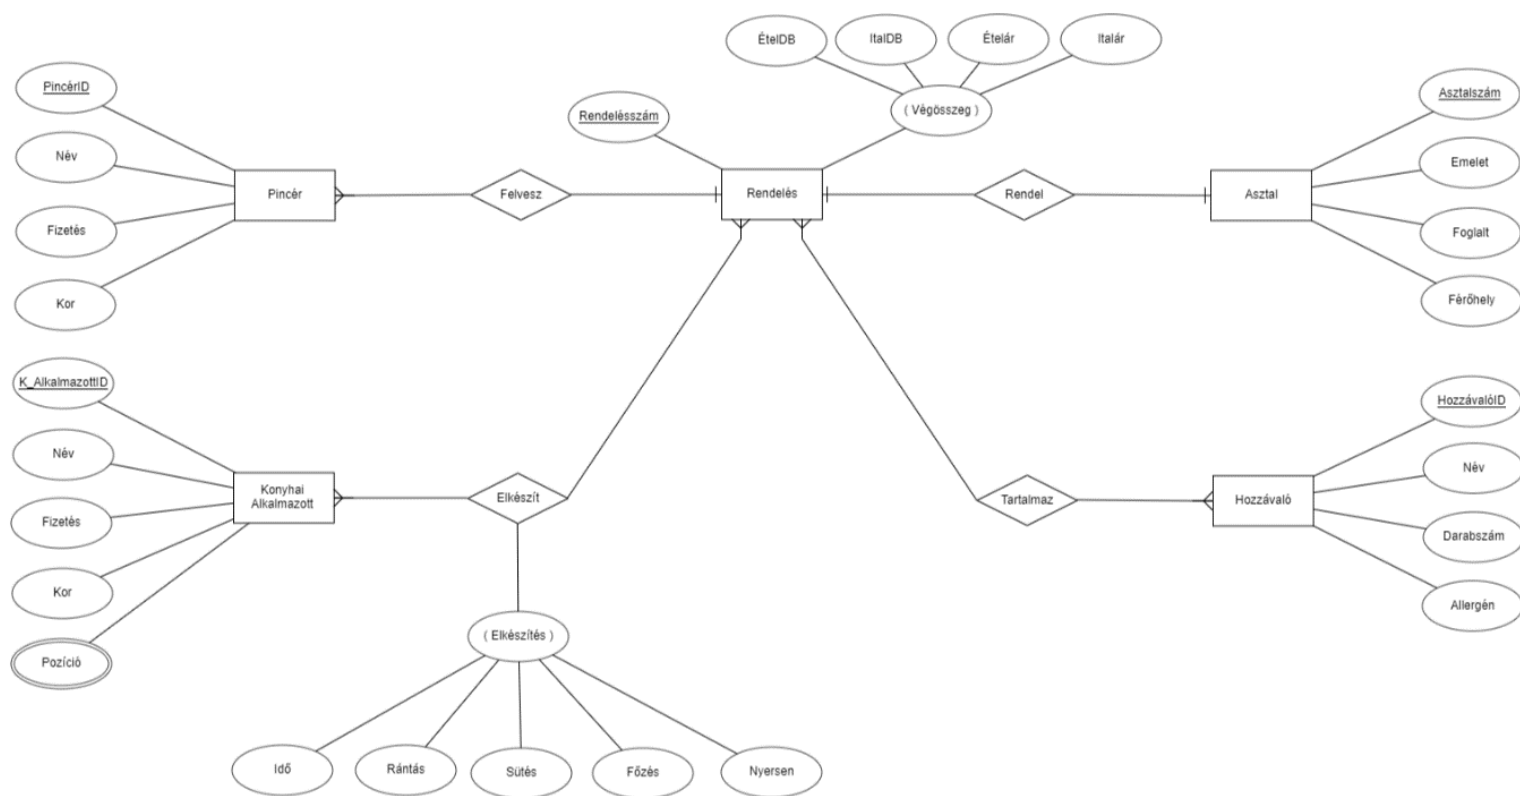 ÉtelDB
ItalDB
Ételár
Italár
PincérID
Asztalszám
( Végösszeg )
Rendelésszám
Név
Emelet
Pincér
Felvesz
Rendelés
Rendel
Asztal
Fizetés
Foglalt
Kor
Férőhely
K_AlkalmazottID
HozzávalóID
Név
Név
Konyhai
Alkalmazott
Elkészít
Tartalmaz
Hozzávaló
Fizetés
Darabszám
Kor
Allergén
( Elkészítés )
Pozíció
Idő
Rántás
Sütés
Főzés
Nyersen